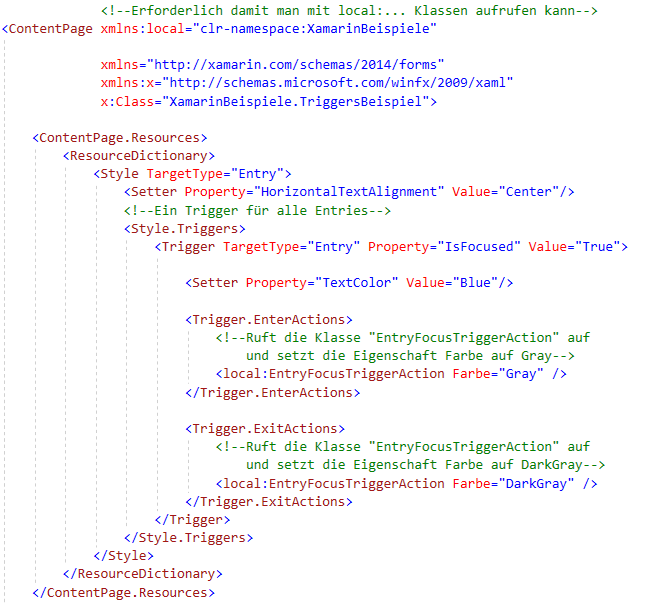 <!--Erforderlich damit man mit local:... Klassen aufrufen kann-->
<ContentPage xmlns:local="clr-namespace:XamarinBeispiele"
xmlns="http://xamarin.com/schemas/2014/forms"
xmlns:x="http://schemas.microsoft.com/winfx/2009/xaml"
x:Class="XamarinBeispiele.TriggersBeispiel">
<ContentPage.Resources>
<ResourceDictionary>
<Style TargetType="Entry">
<Setter Property="HorizontalTextAlignment" Value="Center"/>
<!--Ein Trigger für alle Entries-->
<Style.Triggers>
<Trigger TargetType="Entry" Property="IsFocused" Value="True">
<Setter Property="TextColor" Value="Blue"/>
<Trigger.EnterActions>
<!--Ruft die Klasse "EntryFocusTriggerAction" auf
und setzt die Eigenschaft Farbe auf Gray-->
<local:EntryFocusTriggerAction Farbe="Gray" />
</Trigger.EnterActions>
<Trigger.ExitActions>
<!--Ruft die Klasse "EntryFocusTriggerAction" auf
und setzt die Eigenschaft Farbe auf DarkGray-->
<local:EntryFocusTriggerAction Farbe="DarkGray" />
</Trigger.ExitActions>
</Trigger>
</Style.Triggers>
</Style>
</ResourceDictionary>
</ContentPage.Resources>